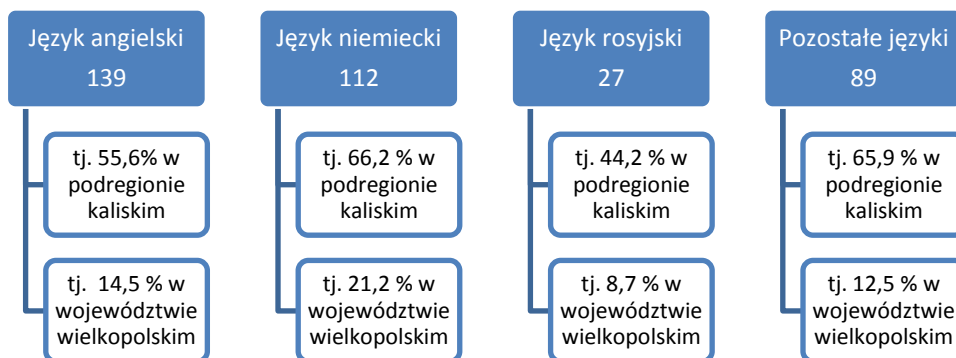 Język angielski
139
tj. 55,6% w
podregionie
kaliskim
tj.  14,5 % w
województwie
wielkopolskim
Język niemiecki
112
tj. 66,2 % w
podregionie
kaliskim
tj. 21,2 % w
województwie
wielkopolskim
Język rosyjski
27
tj. 44,2 % w
podregionie
kaliskim
tj. 8,7 % w
województwie
wielkopolskim
Pozostałe języki
89
tj. 65,9 % w
podregionie
kaliskim
tj. 12,5 % w
województwie
wielkopolskim